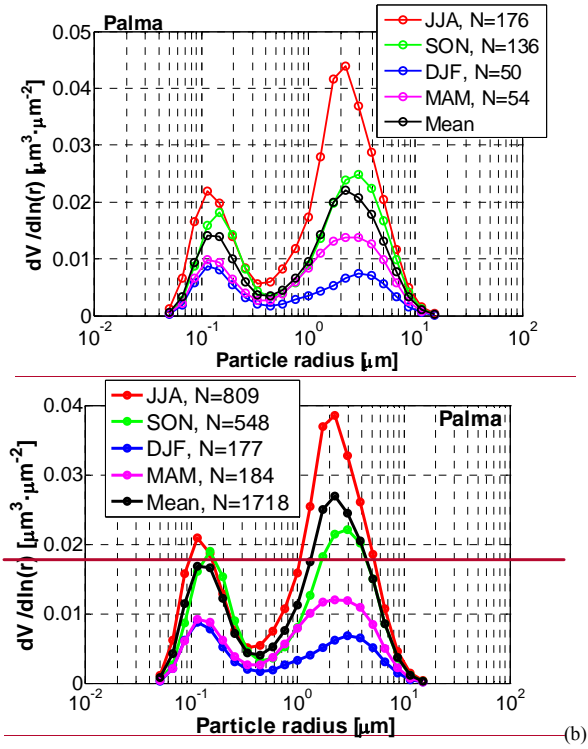 Palma
JJA, N=176
SON, N=136
DJF, N=50
MAM, N=54
Mean
dV/dln(r) [µm³·µm⁻²]
0.05
0.04
0.03
0.02
0.01
0
10⁻² 10⁻¹ 10⁰ 10¹ 10²
Particle radius [µm]
JJA, N=809
SON, N=548
DJF, N=177
MAM, N=184
Mean, N=1718
Palma
dV/dln(r) [µm³·µm⁻²]
0.04
0.03
0.02
0.01
0
10⁻² 10⁻¹ 10⁰ 10¹ 10²
Particle radius [µm]
(b)